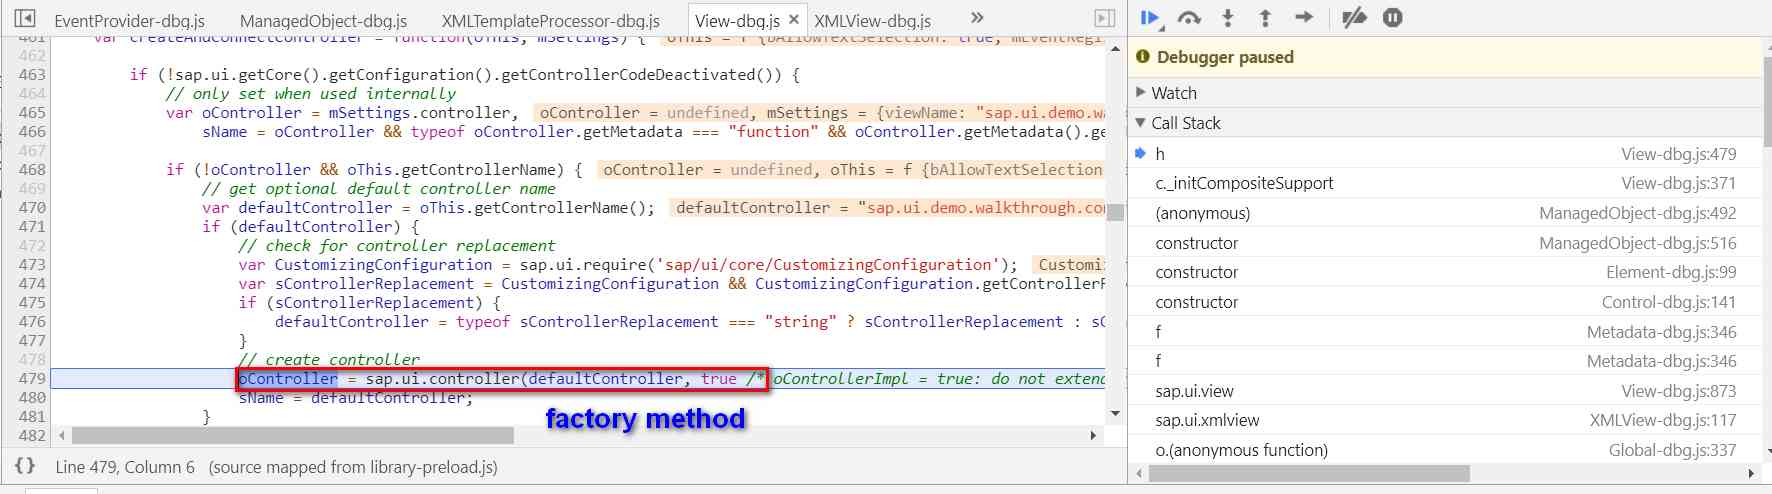 EventProvider-dbg.js ManagedObject-dbg.js XMLTemplateProcessor-dbg.js View-dbg.js × XMLView-dbg.js »
461 var createAndConnectController = function(oThis, mSettings) { oThis = f {bAllowTextSelection: true, mEventRegi
462
463 if (!sap.ui.getCore().getConfiguration().getControllerCodeDeactivated()) {
464 // only set when used internally
465 var oController = mSettings.controller, oController = undefined, mSettings = {viewName: "sap.ui.demo.wa
466 sName = oController && typeof oController.getMetadata === "function" && oController.getMetadata().ge
467
468 if (!oController && oThis.getControllerName) { oController = undefined, oThis = f {bAllowTextSelection
469 // get optional default controller name
470 var defaultController = oThis.getControllerName(); defaultController = "sap.ui.demo.walkthrough.co
471 if (defaultController) {
472 // check for controller replacement
473 var CustomizingConfiguration = sap.ui.require('sap/ui/core/CustomizingConfiguration'); Customiz
474 var sControllerReplacement = CustomizingConfiguration && CustomizingConfiguration.getControllerR
475 if (sControllerReplacement) {
476 defaultController = typeof sControllerReplacement === "string" ? sControllerReplacement : sC
477 }
478 // create controller
479 oController = sap.ui.controller(defaultController, true /* oControllerImpl = true: do not extend
480 sName = defaultController;
481 }
482
factory method
{} Line 479, Column 6 (source mapped from library-preload.js)
Debugger paused
Watch
Call Stack
h View-dbg.js:479
c._initCompositeSupport View-dbg.js:371
(anonymous) ManagedObject-dbg.js:492
constructor ManagedObject-dbg.js:516
constructor Element-dbg.js:99
constructor Control-dbg.js:141
f Metadata-dbg.js:346
f Metadata-dbg.js:346
sap.ui.view View-dbg.js:873
sap.ui.xmlview XMLView-dbg.js:117
o.(anonymous function) Global-dbg.js:337